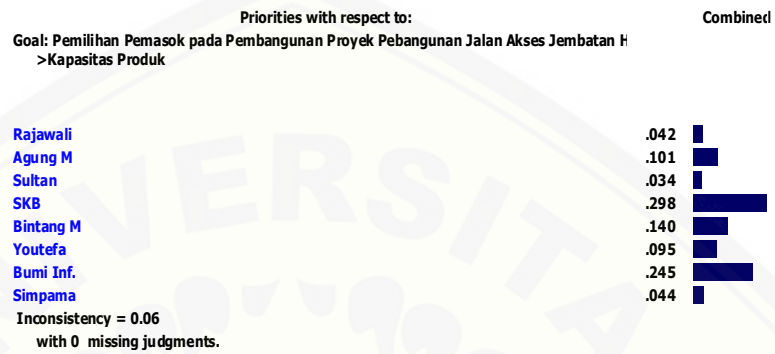 Priorities with respect to: Combined
Goal: Pemilihan Pemasok pada Pembangunan Proyek Pebangunan Jalan Akses Jembatan H
>Kapasitas Produk
Rajawali .042
Agung M .101
Sultan .034
SKB .298
Bintang M .140
Youtefa .095
Bumi Inf. .245
Simpama .044
Inconsistency = 0.06
with 0 missing judgments.
VERSITA